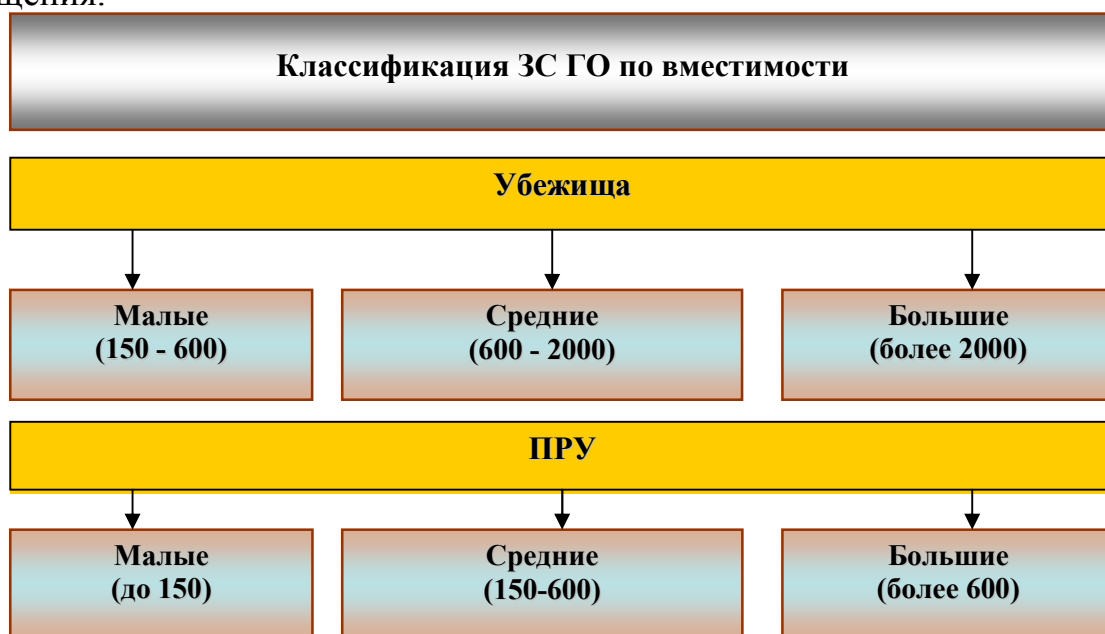 щения.
Классификация ЗС ГО по вместимости
Убежища
Малые
(150 - 600)
Средние
(600 - 2000)
Большие
(более 2000)
ПРУ
Малые
(до 150)
Средние
(150-600)
Большие
(более 600)